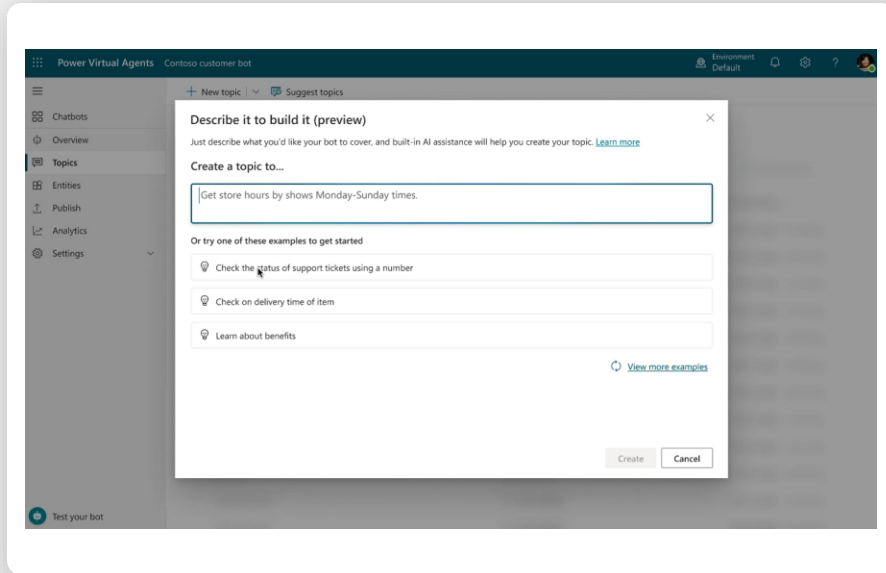 Power Virtual Agents Contoso customer bot
Environment
Default
?
New topic
Suggest topics
Chatbots
Overview
Topics
Entities
Publish
Analytics
Settings
Test your bot
Describe it to build it (preview)
Just describe what you'd like your bot to cover, and built-in AI assistance will help you create your topic. Learn more
Create a topic to...
Get store hours by shows Monday-Sunday times.
Or try one of these examples to get started
Check the status of support tickets using a number
Check on delivery time of item
Learn about benefits
View more examples
Create Cancel